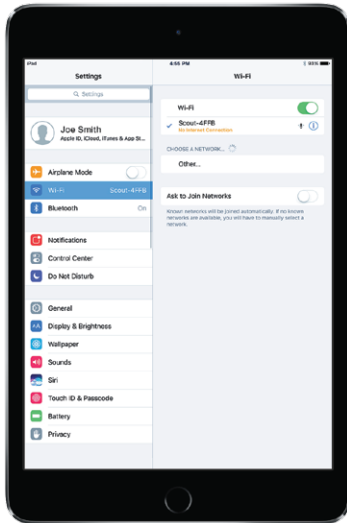 iPad
4:55 PM
98%
Settings
Wi-Fi
Settings
Joe Smith
Apple ID, iCloud, iTunes & App St...
Airplane Mode
Wi-Fi
Scout-4FFB
Bluetooth
On
Notifications
Control Center
Do Not Disturb
General
AA
Display & Brightness
Wallpaper
Sounds
Siri
Touch ID & Passcode
Battery
Privacy
Wi-Fi
Scout-4FFB
No Internet Connection
CHOOSE A NETWORK...
Other...
Ask to Join Networks
Known networks will be joined automatically. If no known
networks are available, you will have to manually select a
network.